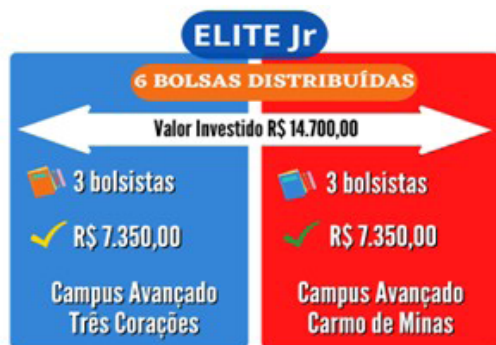 ELITE Jr
6 BOLSAS DISTRIBUÍDAS
Valor Investido R$ 14.700,00
3 bolsistas
R$ 7.350,00
Campus Avançado
Três Corações
3 bolsistas
R$ 7.350,00
Campus Avançado
Carmo de Minas